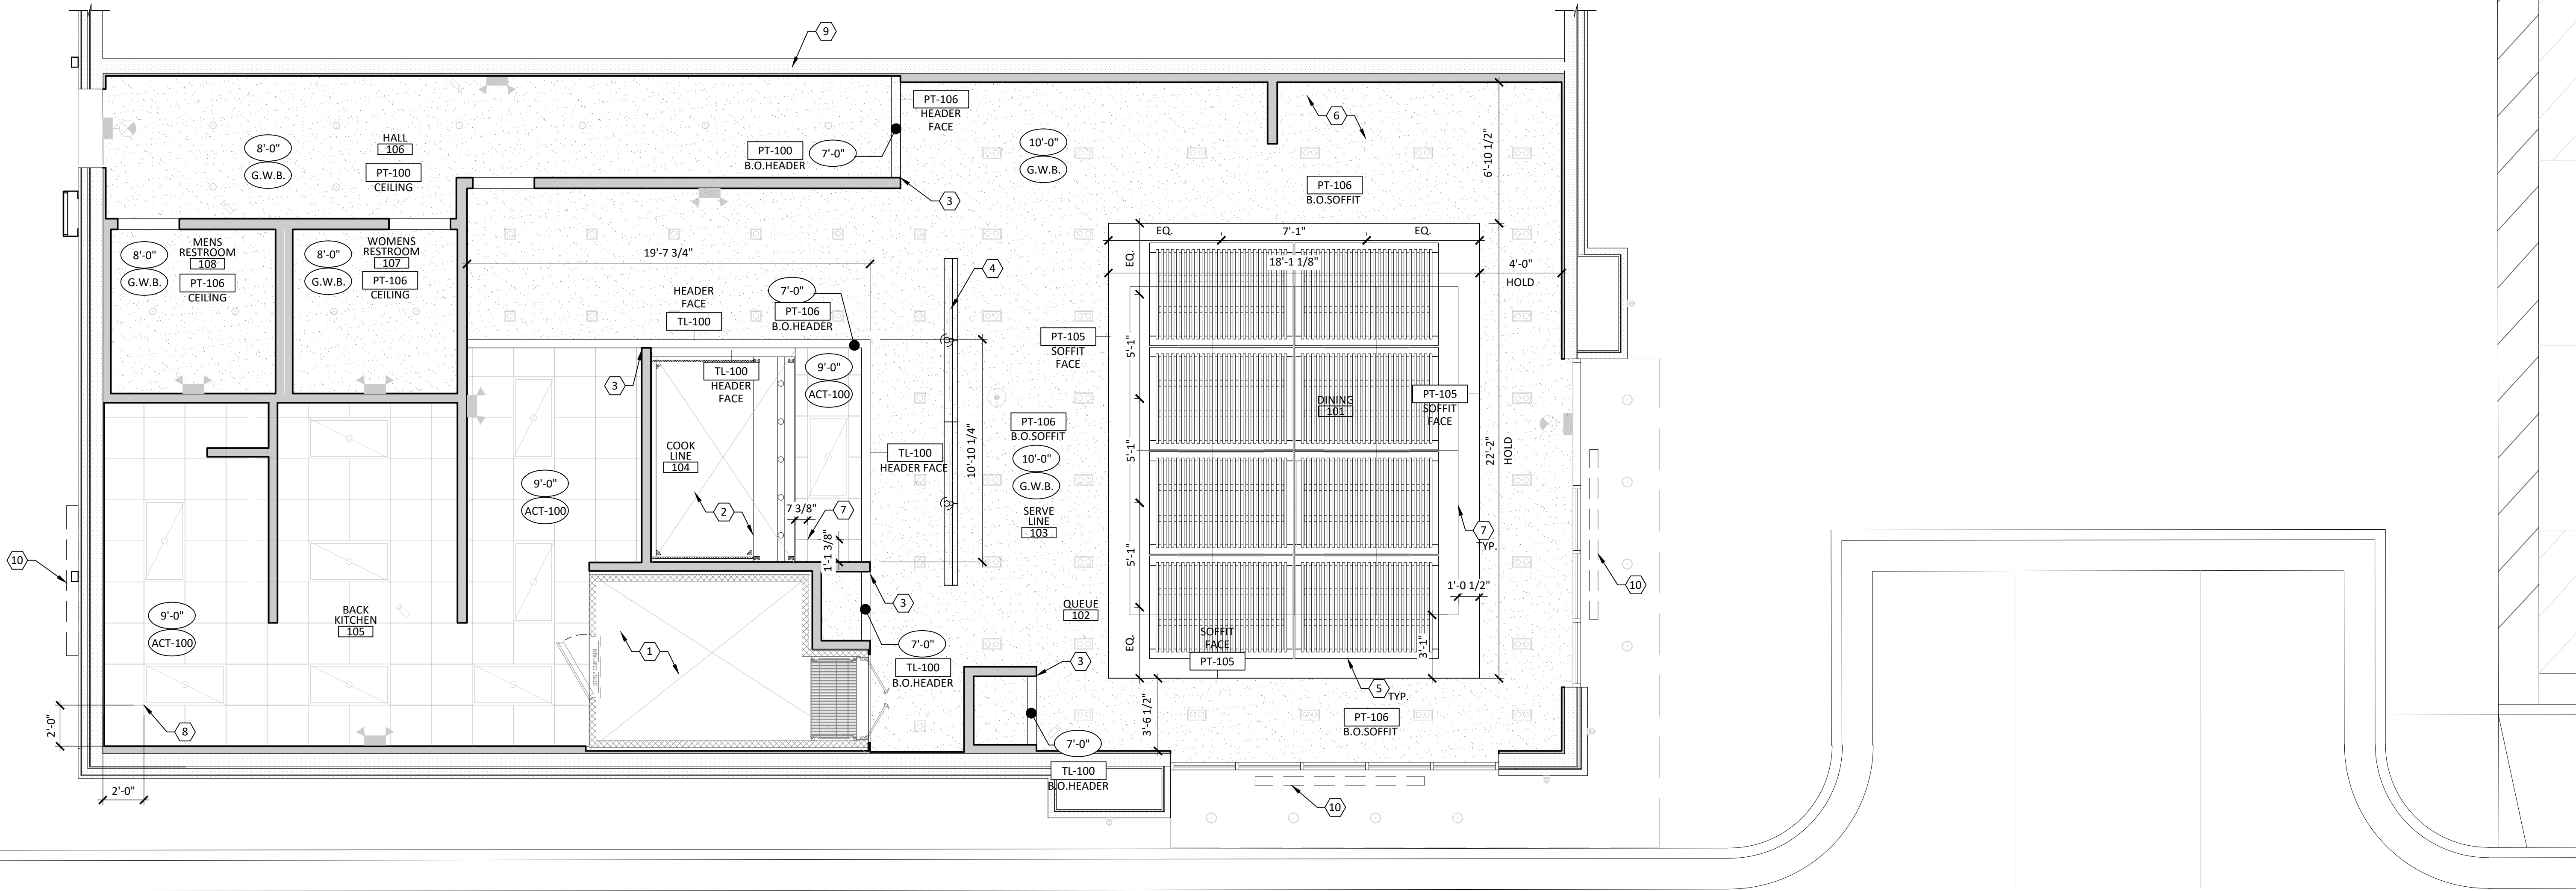 9
PT-106
HEADER
FACE
6
8'-0"
G.W.B.
HALL
106
PT-100
CEILING
PT-100
B.O.HEADER
7'-0"
10'-0"
G.W.B.
6'-10 1/2"
PT-106
B.O.SOFFIT
3
8'-0"
G.W.B.
MENS
RESTROOM
108
PT-106
CEILING
8'-0"
G.W.B.
WOMENS
RESTROOM
107
PT-106
CEILING
19'-7 3/4"
4
EQ.
7'-1"
EQ.
EQ.
18'-1 1/8"
4'-0"
HOLD
HEADER
FACE
TL-100
7'-0"
PT-106
B.O.HEADER
PT-105
SOFFIT
FACE
5'-1"
3
TL-100
HEADER
FACE
9'-0"
ACT-100
DINING
101
PT-105
SOFFIT
FACE
PT-106
B.O.SOFFIT
10'-0"
G.W.B.
SERVE
LINE
103
COOK
LINE
104
TL-100
HEADER FACE
10'-10 1/4"
5'-1"
22'-2"
HOLD
9'-0"
ACT-100
2
7 3/8"
7
1'-1 3/8"
7
TYP.
10
5'-1"
1'-0 1/2"
10
9'-0"
ACT-100
BACK
KITCHEN
105
3
QUEUE
102
EQ.
SOFFIT
FACE
PT-105
3'-1"
STRIP CURTAIN
1
7'-0"
TL-100
B.O.HEADER
3
5
TYP.
2'-0"
8
3'-6 1/2"
PT-106
B.O.SOFFIT
7'-0"
TL-100
B.O.HEADER
2'-0"
10